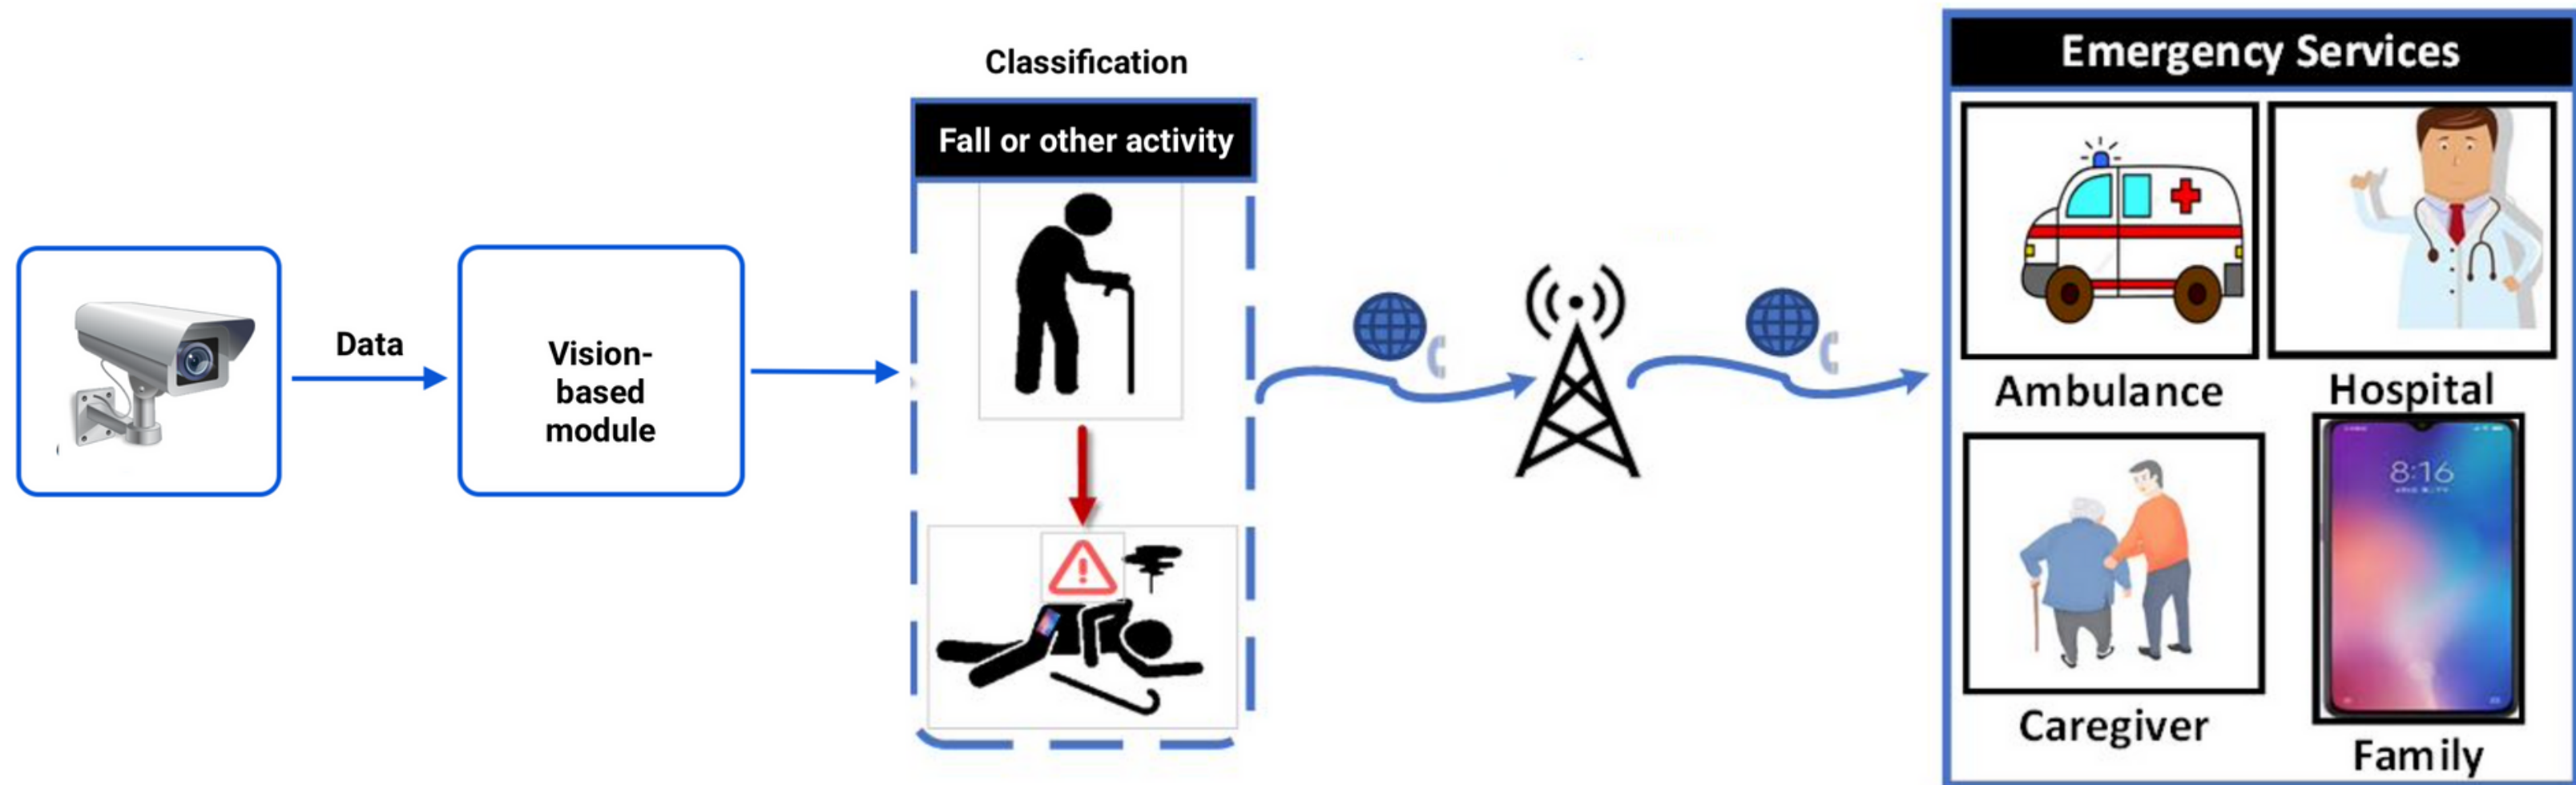 Classification
Fall or other activity
Data
Vision-
based
module
Emergency Services
Ambulance
Hospital
8:16
Caregiver
Family